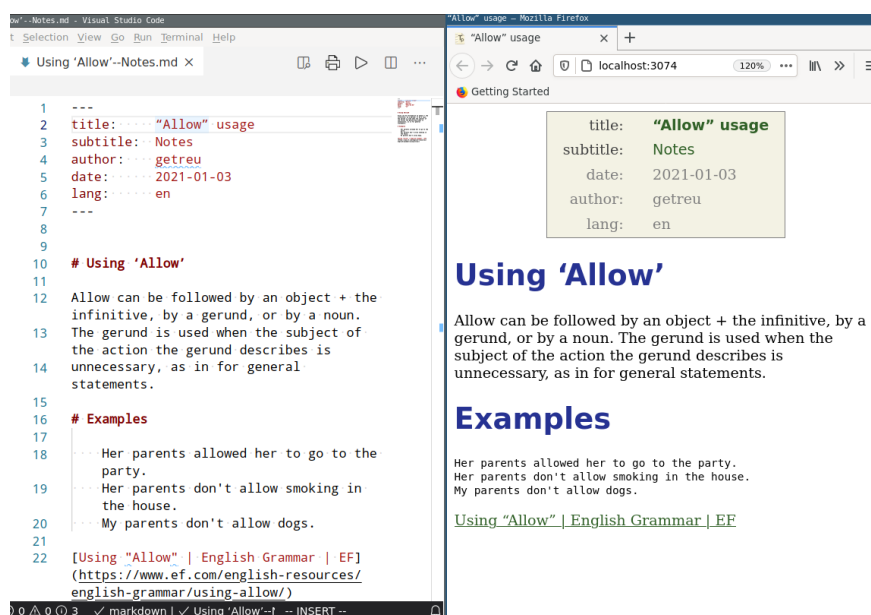 ow’--Notes.md - Visual Studio Code
t Selection View Go Run Terminal Help
Using ‘Allow’--Notes.md ×
1 ---
2 title: “Allow” usage
3 subtitle: Notes
4 author: getreu
5 date: 2021-01-03
6 lang: en
7 ---
8
9
10 # Using ‘Allow’
11
12 Allow can be followed by an object + the
infinitive, by a gerund, or by a noun.
13 The gerund is used when the subject of
the action the gerund describes is
14 unnecessary, as in for general
statements.
15
16 # Examples
17
18 Her parents allowed her to go to the
party.
19 Her parents don't allow smoking in
the house.
20 My parents don't allow dogs.
21
22 [Using "Allow" | English Grammar | EF]
(https://www.ef.com/english-resources/
english-grammar/using-allow/)
0 0 3 markdown | Using ‘Allow’--N -- INSERT --
“Allow” usage — Mozilla Firefox
“Allow” usage × +
localhost:3074 120%
Getting Started
title: “Allow” usage
subtitle: Notes
date: 2021-01-03
author: getreu
lang: en
Using ‘Allow’
Allow can be followed by an object + the infinitive, by a
gerund, or by a noun. The gerund is used when the
subject of the action the gerund describes is
unnecessary, as in for general statements.
Examples
Her parents allowed her to go to the party.
Her parents don't allow smoking in the house.
My parents don't allow dogs.
Using “Allow” | English Grammar | EF